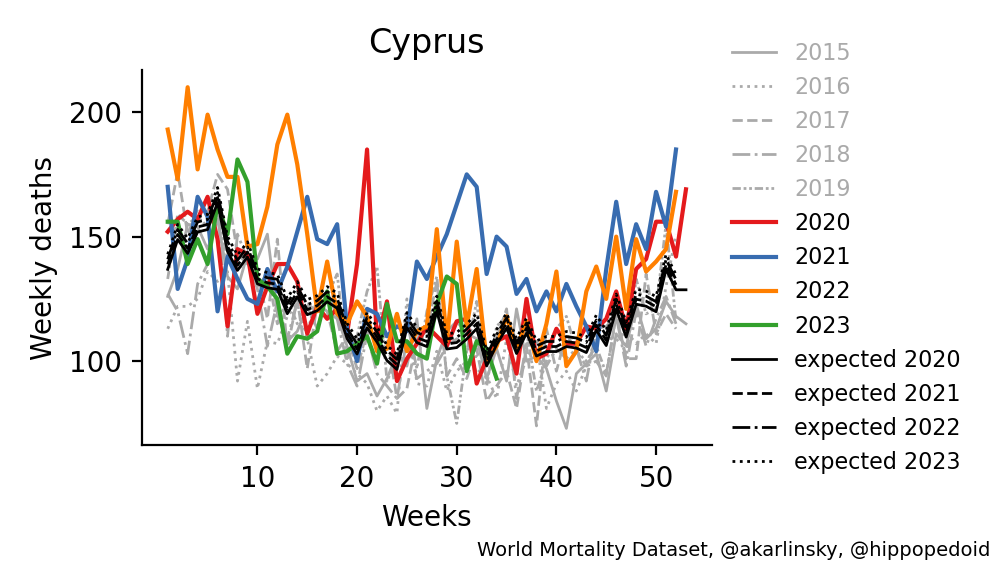 Cyprus
Weekly deaths
200
150
100
10 20 30 40 50
Weeks
2015
2016
2017
2018
2019
2020
2021
2022
2023
expected 2020
expected 2021
expected 2022
expected 2023
World Mortality Dataset, @akarlinsky, @hippopedoid